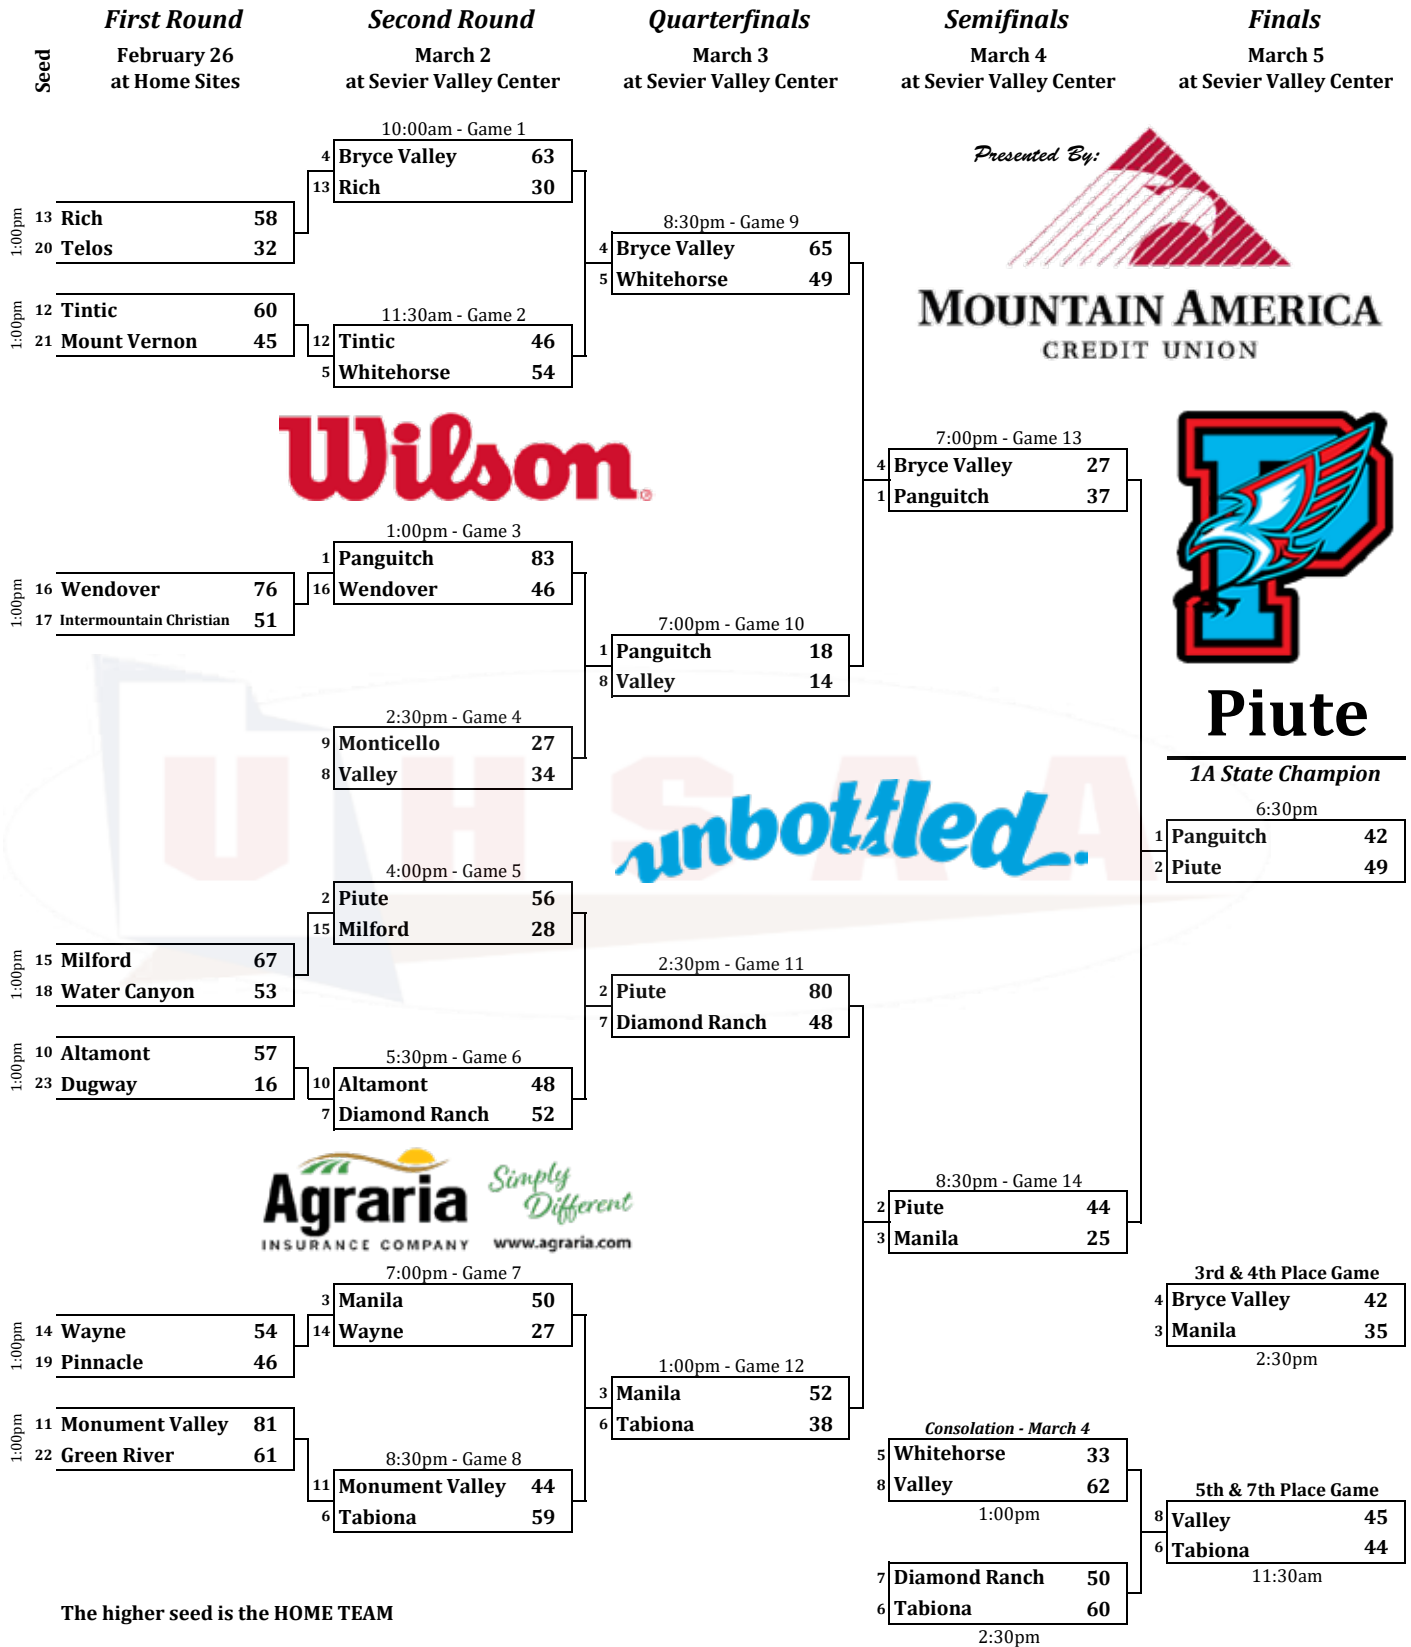 First Round
Second Round
Quarterfinals
Semifinals
Finals
Seed
February 26
at Home Sites
March 2
at Sevier Valley Center
March 3
at Sevier Valley Center
March 4
at Sevier Valley Center
March 5
at Sevier Valley Center
10:00am - Game 1
4 Bryce Valley 63
13 Rich 30
1:00pm
13 Rich 58
20 Telos 32
1:00pm
12 Tintic 60
21 Mount Vernon 45
11:30am - Game 2
12 Tintic 46
5 Whitehorse 54
8:30pm - Game 9
4 Bryce Valley 65
5 Whitehorse 49
Presented By:
MOUNTAIN AMERICA
CREDIT UNION
Wilson
®
7:00pm - Game 13
4 Bryce Valley 27
1 Panguitch 37
P
1:00pm - Game 3
1 Panguitch 83
16 Wendover 46
1:00pm
16 Wendover 76
17 Intermountain Christian 51
7:00pm - Game 10
1 Panguitch 18
8 Valley 14
2:30pm - Game 4
9 Monticello 27
8 Valley 34
UHSAA
unbottled.
Piute
1A State Champion
6:30pm
1 Panguitch 42
2 Piute 49
4:00pm - Game 5
2 Piute 56
15 Milford 28
1:00pm
15 Milford 67
18 Water Canyon 53
2:30pm - Game 11
2 Piute 80
7 Diamond Ranch 48
1:00pm
10 Altamont 57
23 Dugway 16
5:30pm - Game 6
10 Altamont 48
7 Diamond Ranch 52
Agraria
INSURANCE COMPANY
Simply
Different
www.agraria.com
8:30pm - Game 14
2 Piute 44
3 Manila 25
7:00pm - Game 7
3 Manila 50
14 Wayne 27
1:00pm
14 Wayne 54
19 Pinnacle 46
3rd & 4th Place Game
4 Bryce Valley 42
3 Manila 35
2:30pm
1:00pm - Game 12
3 Manila 52
6 Tabiona 38
1:00pm
11 Monument Valley 81
22 Green River 61
8:30pm - Game 8
11 Monument Valley 44
6 Tabiona 59
Consolation - March 4
5 Whitehorse 33
8 Valley 62
1:00pm
5th & 7th Place Game
8 Valley 45
6 Tabiona 44
11:30am
7 Diamond Ranch 50
6 Tabiona 60
2:30pm
The higher seed is the HOME TEAM